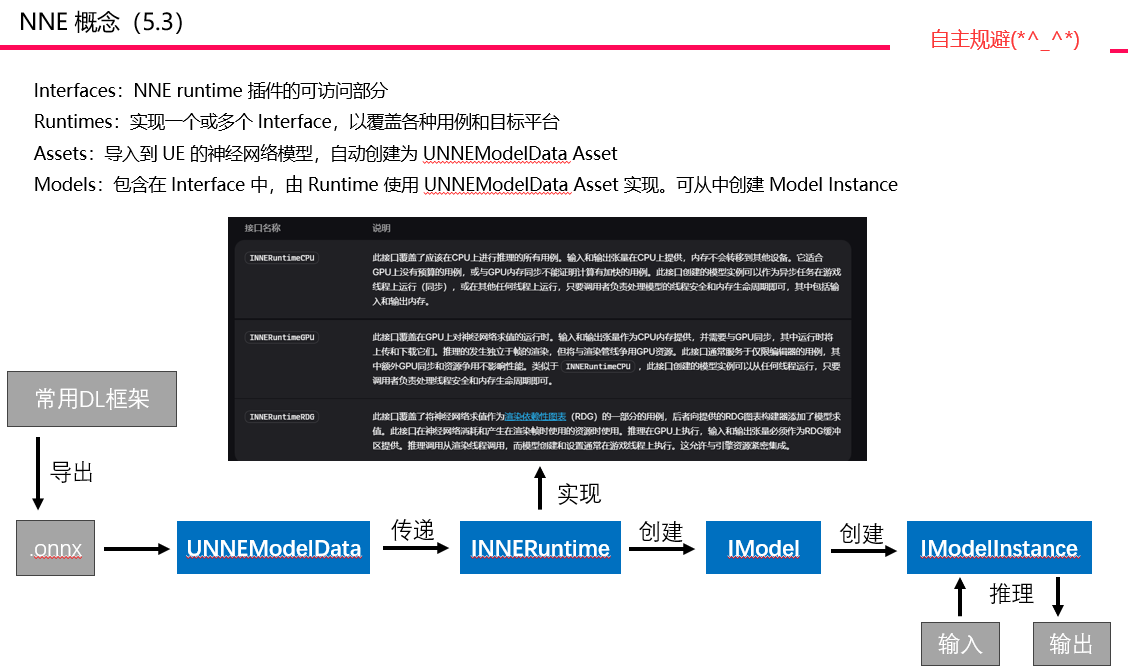 NNE 概念（5.3）
自主规避(*^_^*)
Interfaces：NNE runtime 插件的可访问部分
Runtimes：实现一个或多个 Interface，以覆盖各种用例和目标平台
Assets：导入到 UE 的神经网络模型，自动创建为 UNNEModelData Asset
Models：包含在 Interface 中，由 Runtime 使用 UNNEModelData Asset 实现。可从中创建 Model Instance
接口名称 说明
INNERuntimeCPU
此接口覆盖了应该在CPU上进行推理的所有用例。输入和输出张量在CPU上提供，内存不会转移到其他设备。它适合
GPU上没有预算的用例，或与GPU内存同步不能证明计算有加快的用例。此接口创建的模型实例可以作为异步任务在游戏
线程上运行（同步），或在其他任何线程上运行，只要调用者负责处理模型的线程安全和内存生命周期即可，其中包括输
入和输出内存。
INNERuntimeGPU
此接口覆盖在GPU上对神经网络求值的运行时。输入和输出张量作为CPU内存提供，并需要与GPU同步，其中运行时将
上传和下载它们。推理的发生独立于帧的渲染，但将与渲染管线争用GPU资源。此接口通常服务于仅限编辑器的用例，其
中额外GPU同步和资源争用不影响性能。类似于 INNERuntimeCPU ，此接口创建的模型实例可以从任何线程运行，只要
调用者负责处理线程安全和内存生命周期即可。
INNERuntimeRDG
此接口覆盖了将神经网络求值作为渲染依赖性图表（RDG）的一部分的用例，后者向提供的RDG图表构建器添加了模型求
值。此接口在神经网络消耗和产生在渲染帧时使用的资源时使用。推理在GPU上执行，输入和输出张量必须作为RDG缓冲
区提供。推理调用从渲染线程调用，而模型创建和设置通常在游戏线程上执行。这允许与引擎资源紧密集成。
常用DL框架
导出
实现
.onnx
UNNEModelData
传递
INNERuntime
创建
IModel
创建
IModelInstance
推理
输入
输出